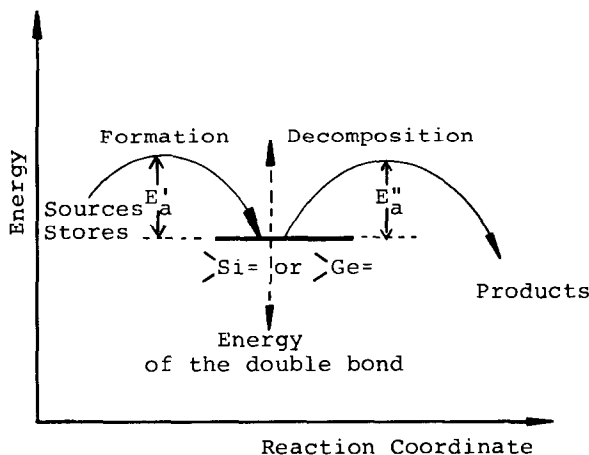 Formation
Decomposition
Energy
Sources
Stores
E'a
E"a
>Si= or >Ge=
Products
Energy
of the double bond
Reaction Coordinate